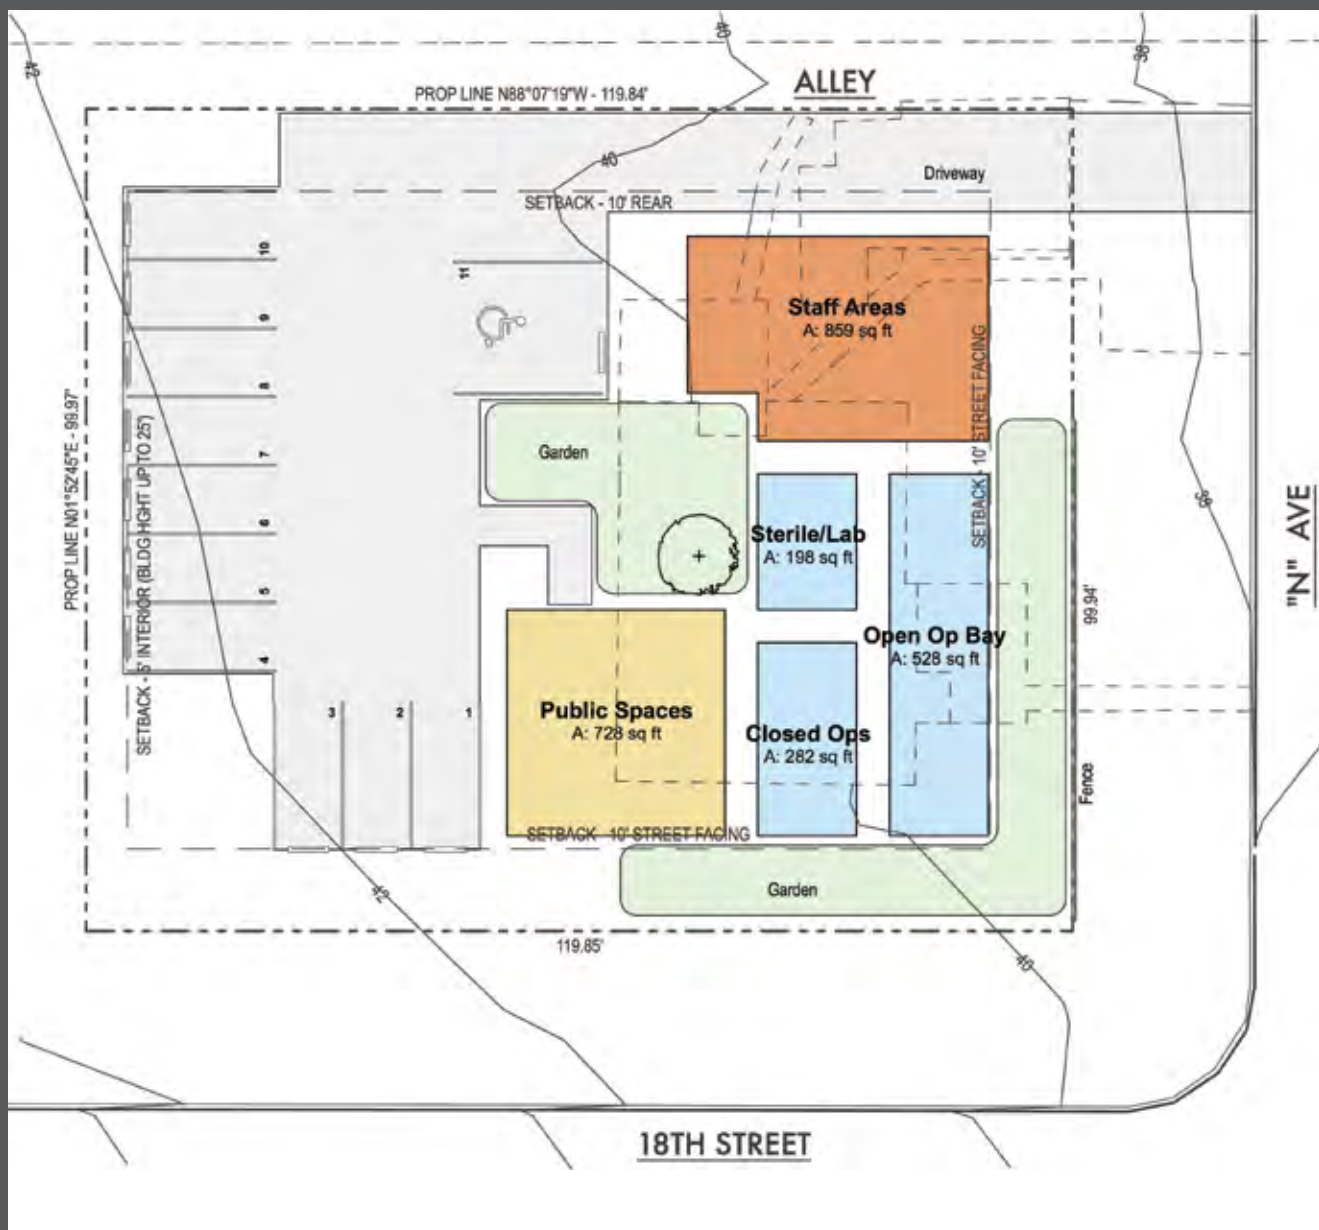 42
40
38
ALLEY
PROP LINE N88°07'19"W - 119.84'
40
Driveway
SETBACK - 10' REAR
10
11
9
Staff Areas
A: 859 sq ft
8
SETBACK - 10' STREET FACING
PROP LINE N01°52'45"E - 99.97'
SETBACK - 5' INTERIOR (BLDG HGHT UP TO 25')
7
Garden
38
"N" AVE
6
Sterile/Lab
A: 198 sq ft
5
99.94'
Open Op Bay
A: 528 sq ft
4
3
2
1
Public Spaces
A: 728 sq ft
Closed Ops
A: 282 sq ft
Fence
SETBACK - 10' STREET FACING
42
Garden
119.85'
40
18TH STREET